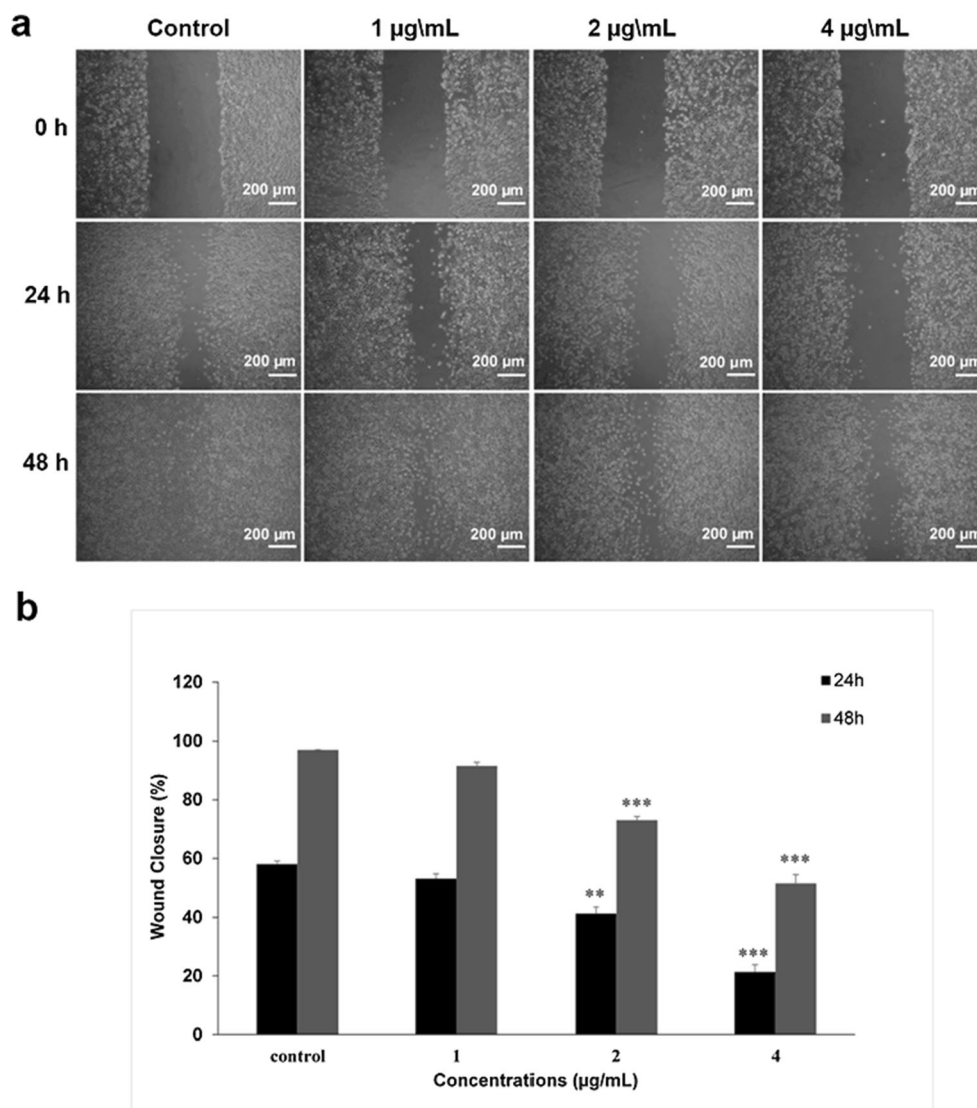 a
Control 1 µg\mL 2 µg\mL 4 µg\mL
0 h
200 µm 200 µm 200 µm 200 µm
24 h
200 µm 200 µm 200 µm 200 µm
48 h
200 µm 200 µm 200 µm 200 µm
b
120
100
80
60
40
20
0
Wound Closure (%)
24h
48h
**
***
***
***
control 1 2 4
Concentrations (µg/mL)